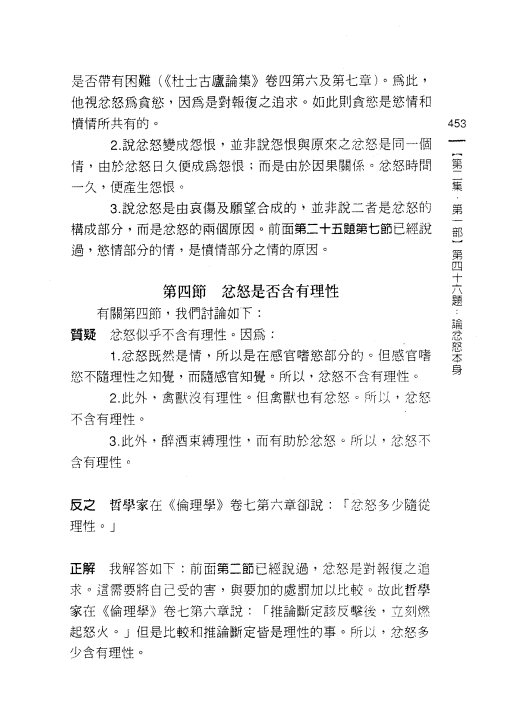 是否帶有困難（《杜士古廬論集》卷四第六及第七章）。爲此，
他視忿怒爲貪慾，因爲是對報復之追求。如此則貪慾是慾情和
憤情所共有的。
2.說忿怒變成怨恨，並非說怨恨與原來之忿怒是同一個
情，由於忿怒日久便成爲怨恨；而是由於因果關係。忿怒時間
一久，便產生怨恨。
3.說忿怒是由哀傷及願望合成的，並非說二者是忿怒的
構成部分，而是忿怒的兩個原因。前面第二十五題第七節已經說
過，慾情部分的情，是憤情部分之情的原因。
第四節　忿怒是否含有理性
有關第四節，我們討論如下：
質疑　忿怒似乎不含有理性。因爲：
1.忿怒既然是情，所以是在感官嗜慾部分的。但感官嗜
慾不隨理性之知覺，而隨感官知覺。所以，忿怒不含有理性。
2.此外，禽獸沒有理性。但禽獸也有忿怒。所以，忿怒
不含有理性。
3.此外，醉酒束縛理性，而有助於忿怒。所以，忿怒不
含有理性。
反之　哲學家在《倫理學》卷七第六章卻說：「忿怒多少隨從
理性。」
正解　我解答如下：前面第二節已經說過，忿怒是對報復之追
求。這需要將自己受的害，與要加的處罰加以比較。故此哲學
家在《倫理學》卷七第六章說：「推論斷定該反擊後，立刻燃
起怒火。」但是比較和推論斷定皆是理性的事。所以，忿怒多
少含有理性。
453
【第二集．第一部】第四十六題：論忿怒本身